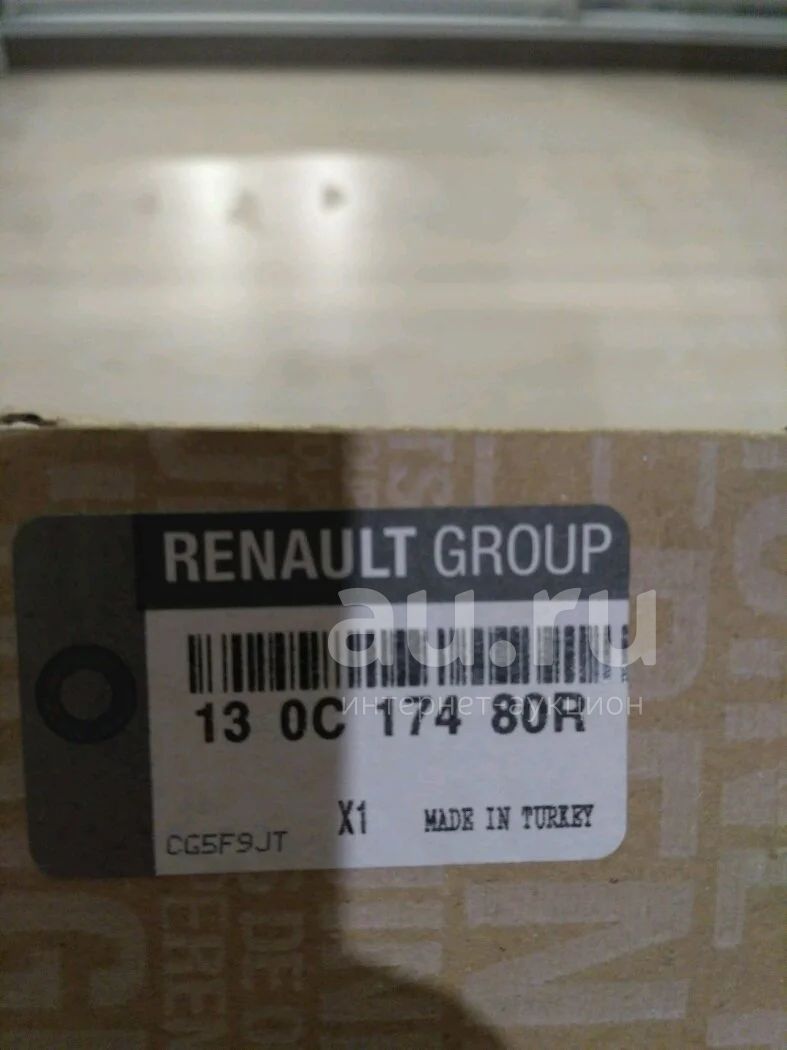 RENAULT GROUP
au.ru
интернет-аукцион
13 0C 174 80R
X1 MADE IN TURKEY
CG5F9JT